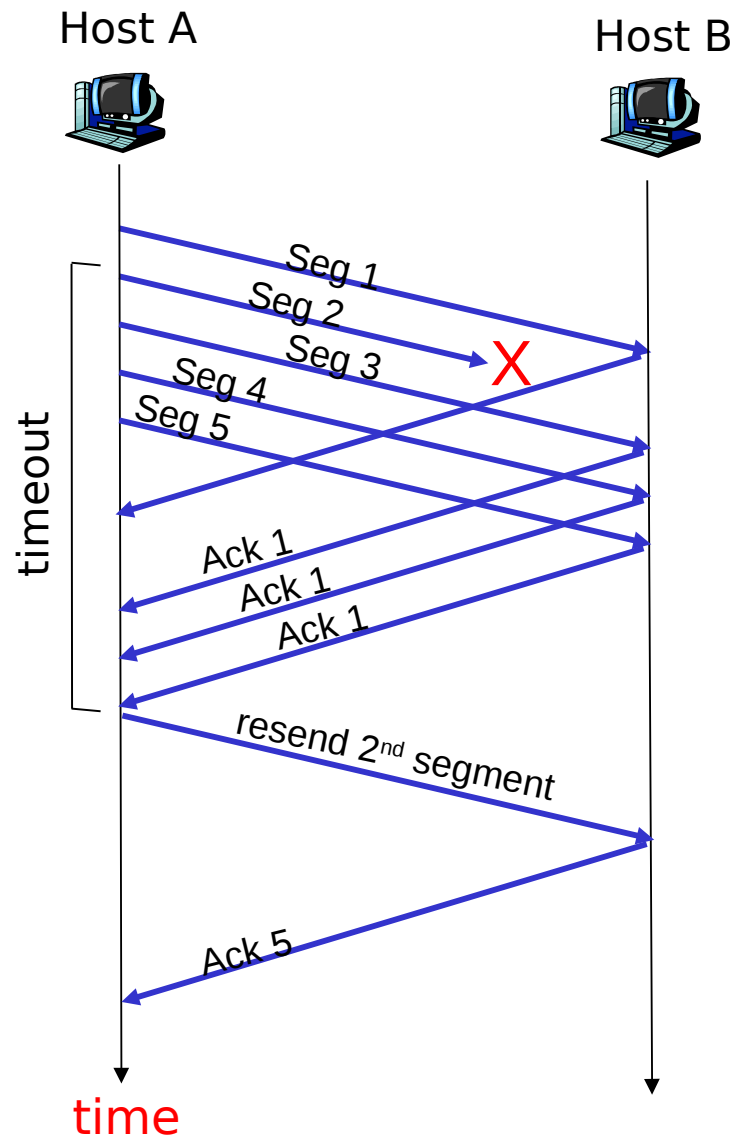 Host A
Host B
Seg 1
Seg 2
Seg 3
X
Seg 4
Seg 5
timeout
Ack 1
Ack 1
Ack 1
resend 2nd segment
Ack 5
time